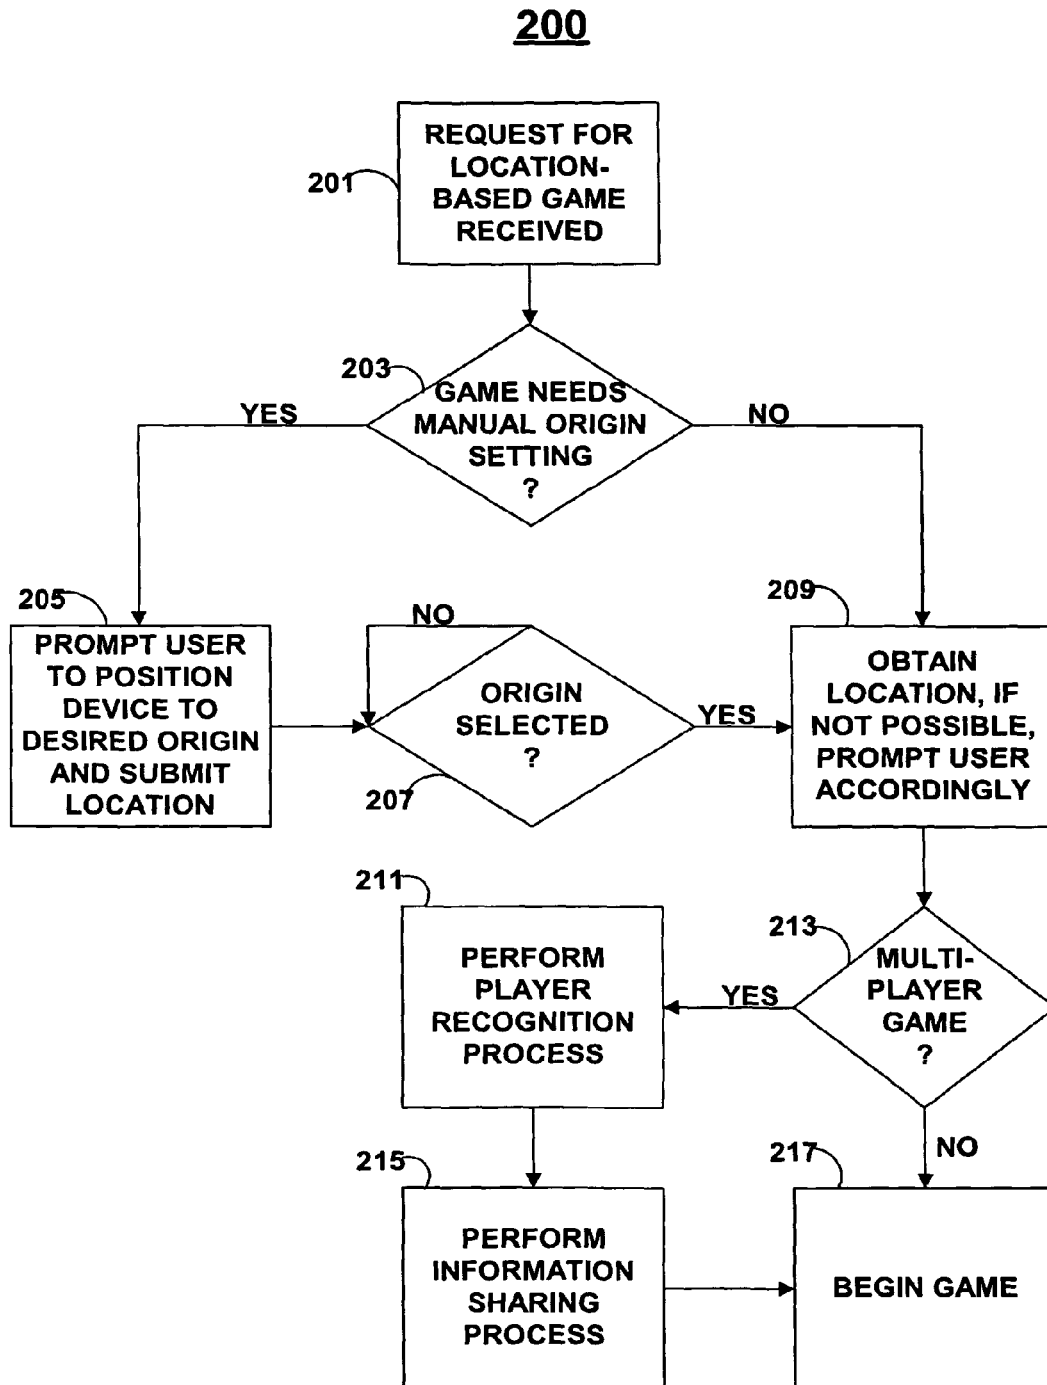 200
201
REQUEST FOR
LOCATION-
BASED GAME
RECEIVED
203
GAME NEEDS
MANUAL ORIGIN
SETTING
?
YES
NO
205
PROMPT USER
TO POSITION
DEVICE TO
DESIRED ORIGIN
AND SUBMIT
LOCATION
NO
ORIGIN
SELECTED
?
207
YES
209
OBTAIN
LOCATION, IF
NOT POSSIBLE,
PROMPT USER
ACCORDINGLY
211
PERFORM
PLAYER
RECOGNITION
PROCESS
YES
213
MULTI-
PLAYER
GAME
?
NO
215
PERFORM
INFORMATION
SHARING
PROCESS
217
BEGIN GAME